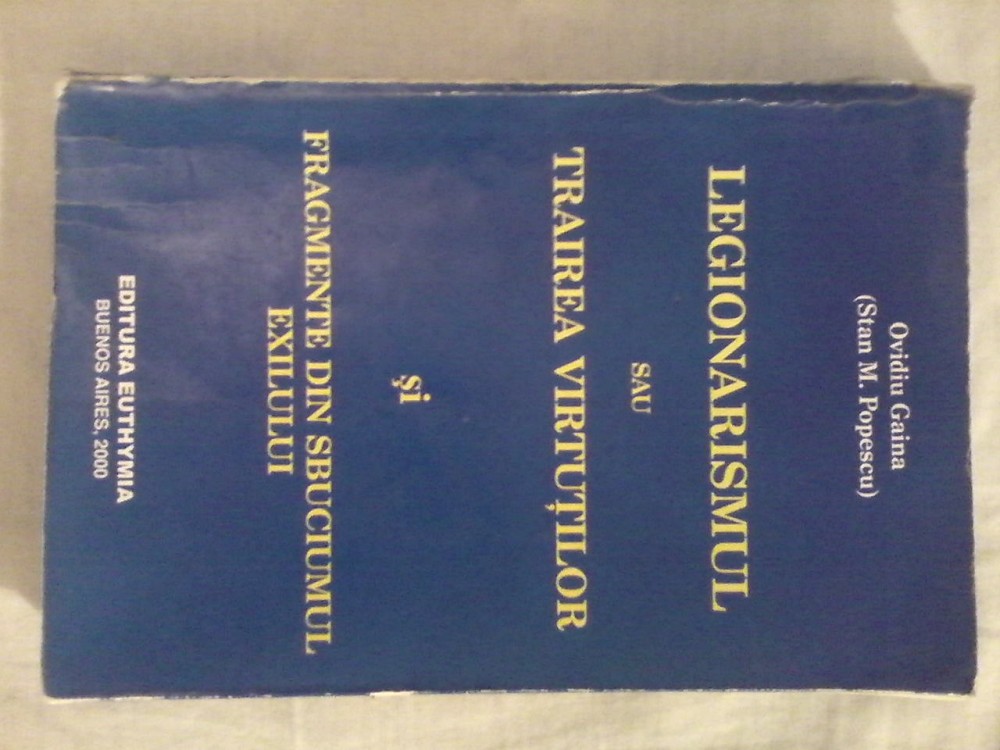 Ovidiu Gaina
(Stan M. Popescu)
LEGIONARISMUL
SAU
TRAIREA VIRTUȚILOR
și
FRAGMENTE DIN SBUCIUMUL
EXILULUI
EDITURA EUTHYMIA
BUENOS AIRES, 2000